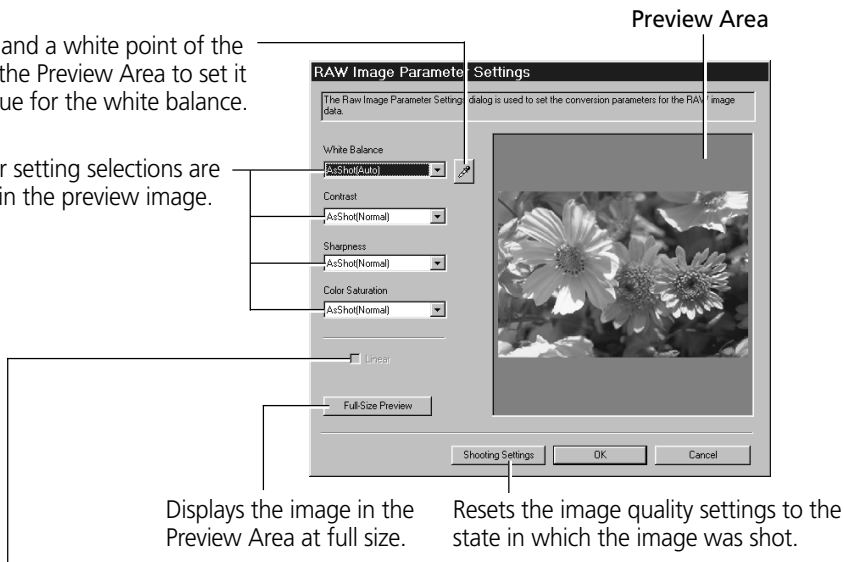 Preview Area
and a white point of the
the Preview Area to set it
ue for the white balance.
r setting selections are
in the preview image.
RAW Image Parameter Settings
The Raw Image Parameter Settings dialog is used to set the conversion parameters for the RAW image
data.
White Balance
AsShot(Auto)
Contrast
AsShot(Normal)
Sharpness
AsShot(Normal)
Color Saturation
AsShot(Normal)
Linear
Full-Size Preview
Shooting Settings
OK
Cancel
Displays the image in the
Preview Area at full size.
Resets the image quality settings to the
state in which the image was shot.